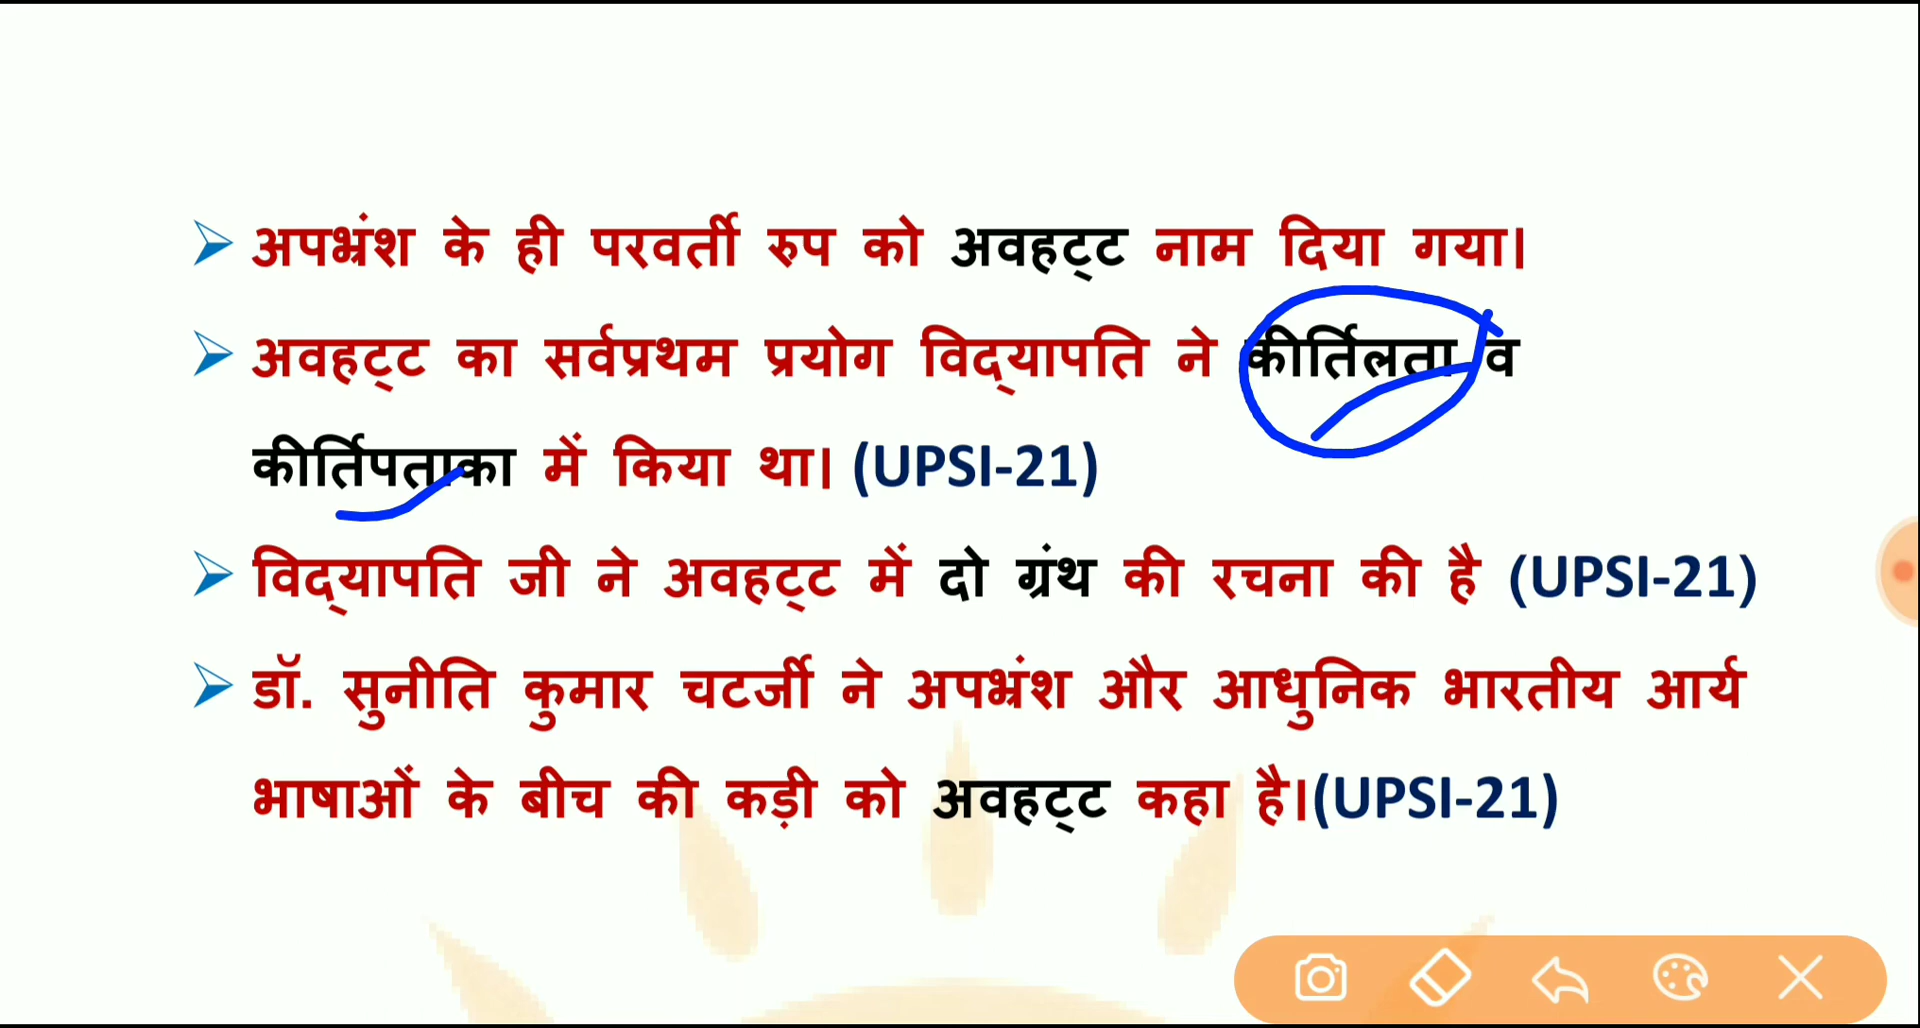 अपभ्रंश के ही परवर्ती रुप को अवहट्ट नाम दिया गया।
अवहट्ट का सर्वप्रथम प्रयोग विद्यापति ने कीर्तिलता व
कीर्तिपताका में किया था। (UPSI-21)
विद्यापति जी ने अवहट्ट में दो ग्रंथ की रचना की है (UPSI-21)
डॉ. सुनीति कुमार चटर्जी ने अपभ्रंश और आधुनिक भारतीय आर्य
भाषाओं के बीच की कड़ी को अवहट्ट कहा है।(UPSI-21)